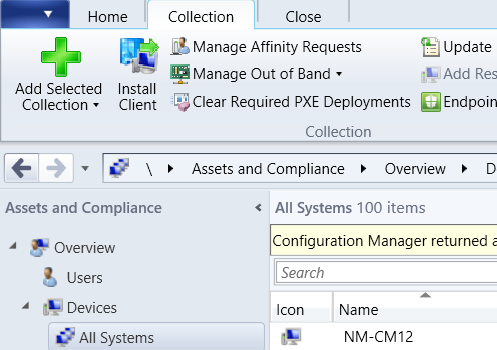 Home Collection Close
Add Selected Collection
Install Client
Manage Affinity Requests
Manage Out of Band
Clear Required PXE Deployments
Update
Add Res
Endpoin
Collection
\ Assets and Compliance Overview D
Assets and Compliance
Overview
Users
Devices
All Systems
All Systems 100 items
Configuration Manager returned a
Search
Icon Name
NM-CM12